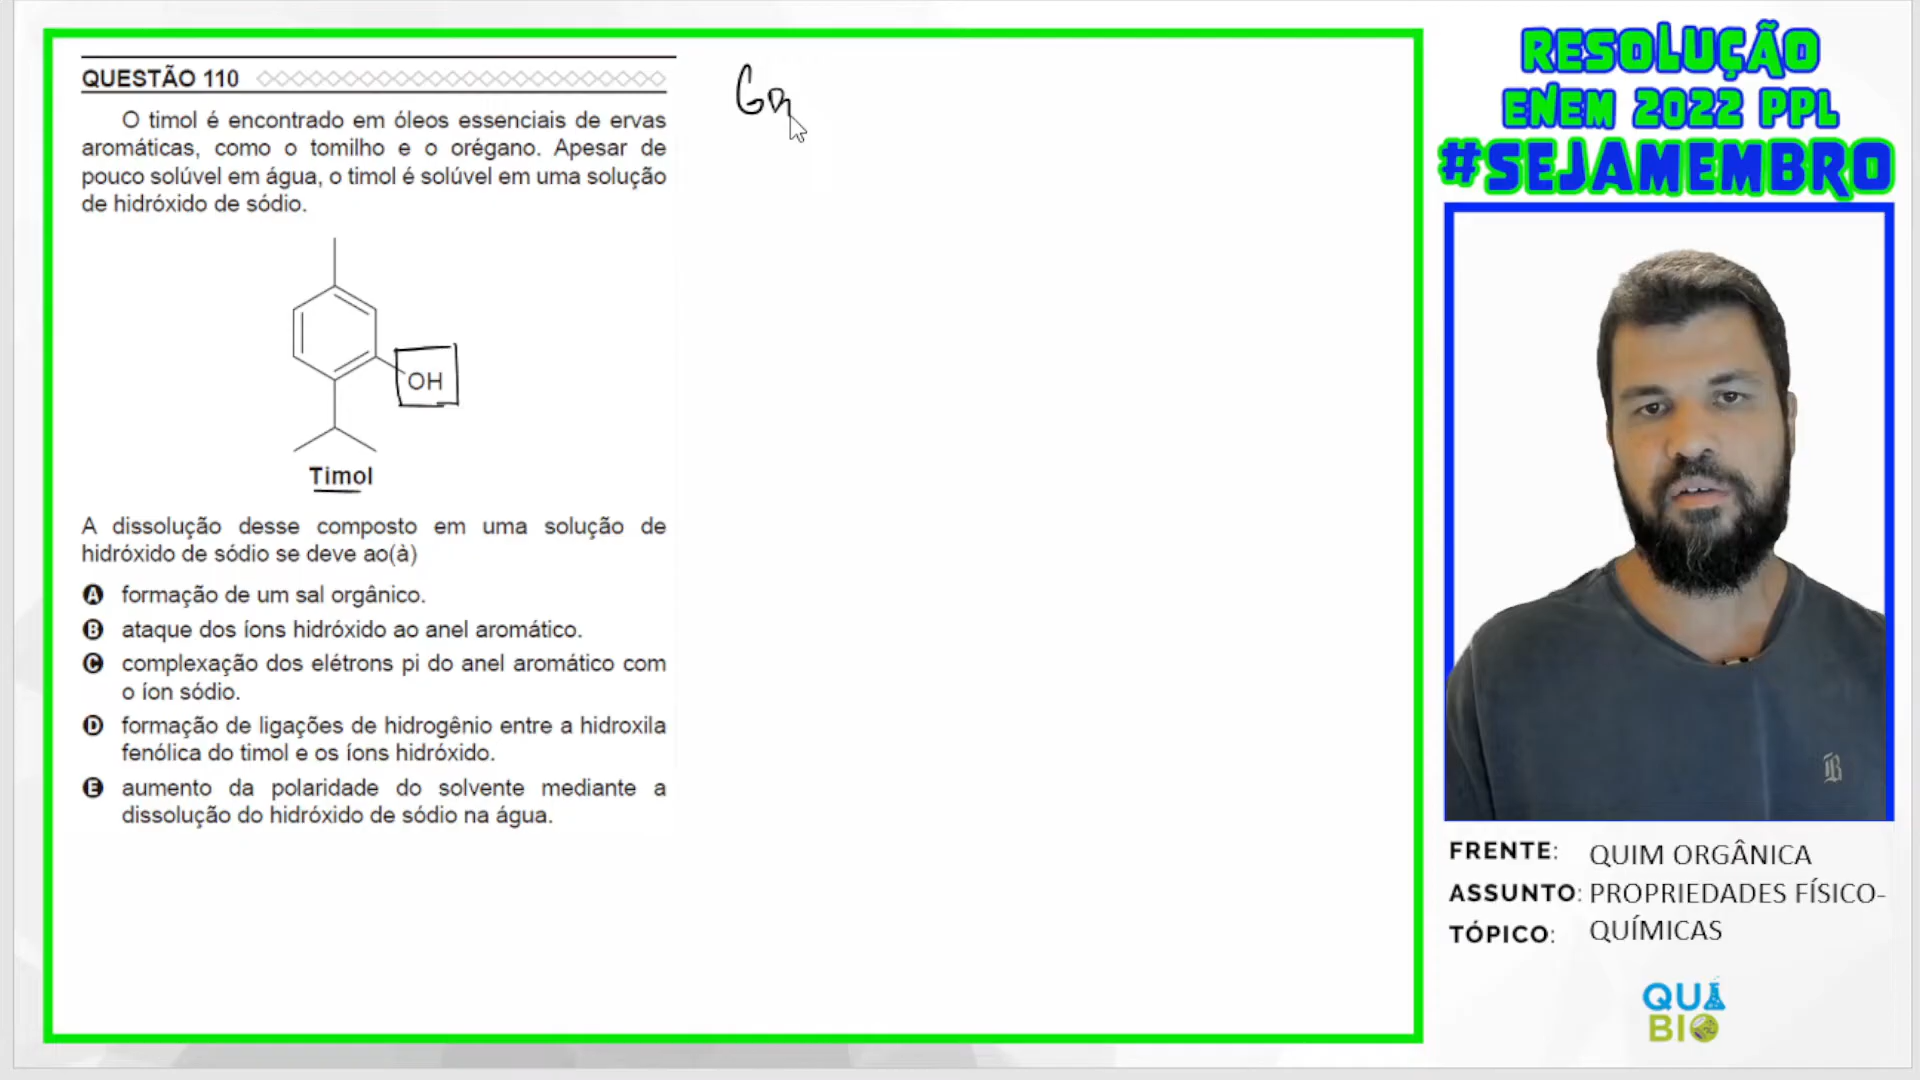 QUESTÃO 110
O timol é encontrado em óleos essenciais de ervas
aromáticas, como o tomilho e o orégano. Apesar de
pouco solúvel em água, o timol é solúvel em uma solução
de hidróxido de sódio.
OH
Timol
A dissolução desse composto em uma solução de
hidróxido de sódio se deve ao(à)
A formação de um sal orgânico.
B ataque dos íons hidróxido ao anel aromático.
C complexação dos elétrons pi do anel aromático com
o íon sódio.
D formação de ligações de hidrogênio entre a hidroxila
fenólica do timol e os íons hidróxido.
E aumento da polaridade do solvente mediante a
dissolução do hidróxido de sódio na água.
RESOLUÇÃO
ENEM 2022 PPL
#SEJAMEMBRO
B
FRENTE: QUIM ORGÂNICA
ASSUNTO: PROPRIEDADES FÍSICO-
TÓPICO: QUÍMICAS
QUÍ
BIO